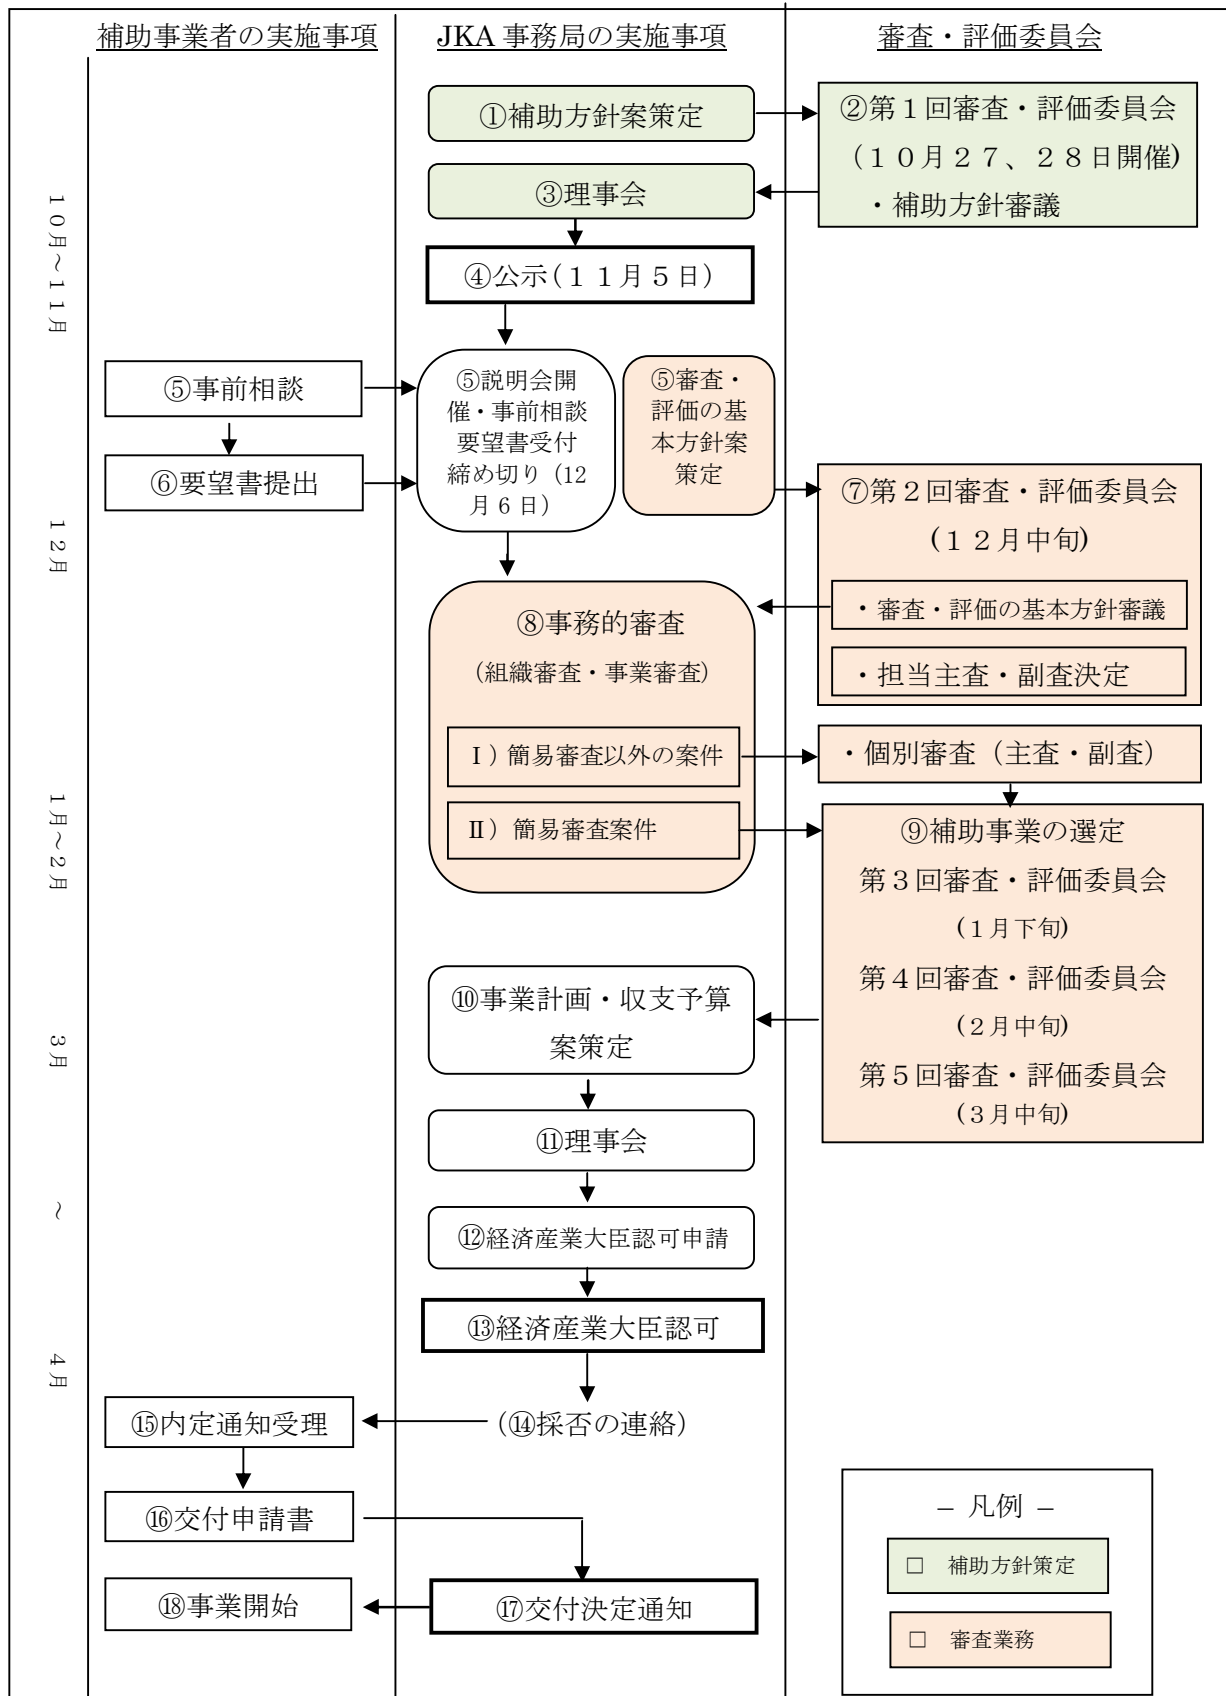 補助事業者の実施事項
JKA 事務局の実施事項
審査・評価委員会
１０月～１１月
①補助方針案策定
②第１回審査・評価委員会
（１０月２７、２８日開催)
・補助方針審議
③理事会
④公示（１１月５日）
⑤事前相談
⑤説明会開
催・事前相談
要望書受付
締め切り（12
月６日）
⑤審査・
評価の基
本方針案
策定
⑥要望書提出
１２月
⑦第２回審査・評価委員会
（１２月中旬)
・審査・評価の基本方針審議
・担当主査・副査決定
⑧事務的審査
（組織審査・事業審査）
Ⅰ）簡易審査以外の案件
Ⅱ）簡易審査案件
・個別審査（主査・副査）
１月～２月
⑨補助事業の選定
第３回審査・評価委員会
（１月下旬)
第４回審査・評価委員会
（２月中旬)
第５回審査・評価委員会
（３月中旬)
３月
⑩事業計画・収支予算
案策定
⑪理事会
～
⑫経済産業大臣認可申請
⑬経済産業大臣認可
４月
（⑭採否の連絡）
⑮内定通知受理
⑯交付申請書
⑰交付決定通知
⑱事業開始
– 凡例 –
□ 補助方針策定
□ 審査業務